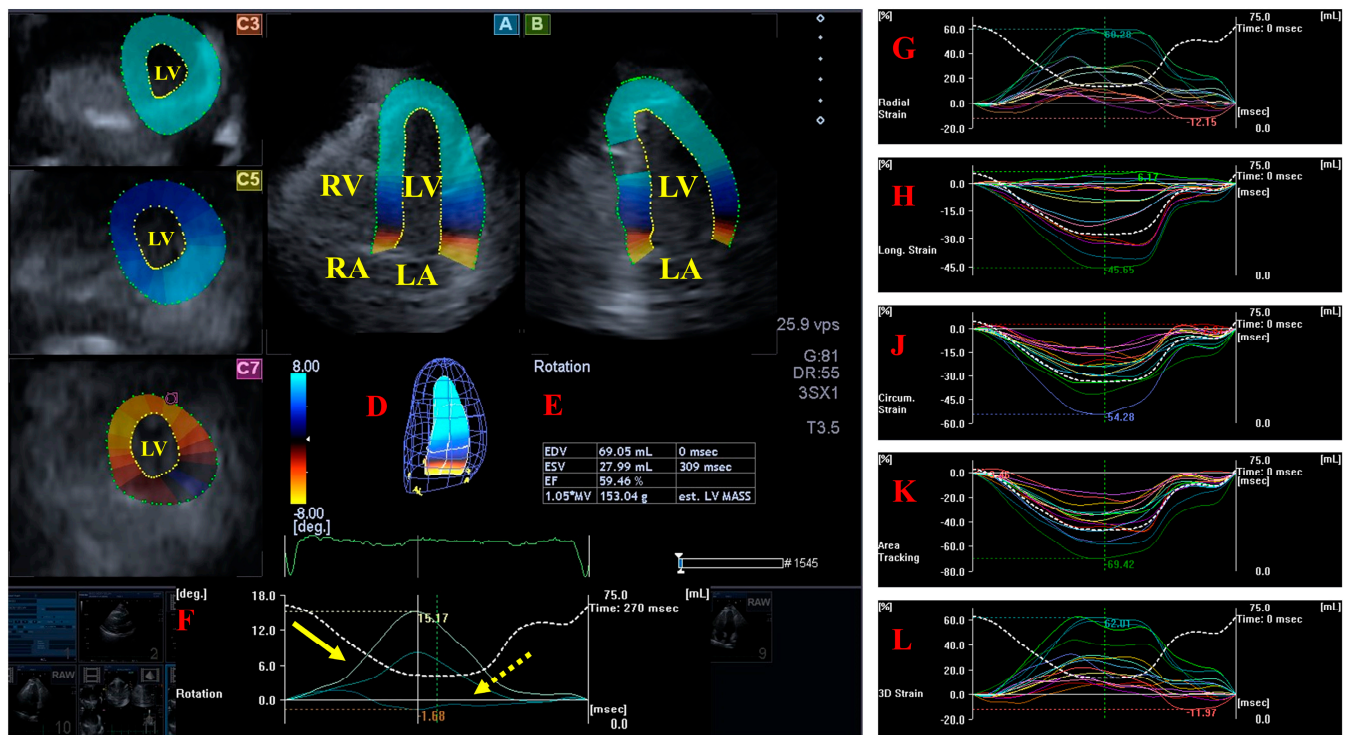 C3
LV
C5
LV
C7
LV
A
B
RV
LV
RA
LA
LV
LA
25.9 vps
G:81
DR:55
3SX1
T3.5
8.00
-8.00
[deg.]
D
E
Rotation
EDV 69.05 mL 0 msec
ESV 27.99 mL 309 msec
EF 59.46 %
1.05*MV 153.04 g est. LV MASS
#1545
F
[deg.]
18.0
12.0
6.0
0.0
Rotation
15.17
-1.68
75.0 [mL]
Time: 270 msec
[msec]
0.0
1
2
RAW
10
11
RAW
9
G
[%]
60.0
40.0
20.0
0.0
-20.0
Radial
Strain
60.28
-12.15
75.0 [mL]
Time: 0 msec
[msec]
0.0
H
[%]
0.0
-15.0
-30.0
-45.0
Long. Strain
6.17
-45.65
75.0 [mL]
Time: 0 msec
[msec]
0.0
J
[%]
0.0
-15.0
-30.0
-45.0
-60.0
Circum.
Strain
-54.28
75.0 [mL]
Time: 0 msec
[msec]
0.0
K
[%]
0.0
-20.0
-40.0
-60.0
-80.0
Area
Tracking
-69.42
75.0 [mL]
Time: 0 msec
[msec]
0.0
L
[%]
60.0
40.0
20.0
0.0
-20.0
3D Strain
62.01
-11.97
75.0 [mL]
Time: 0 msec
[msec]
0.0